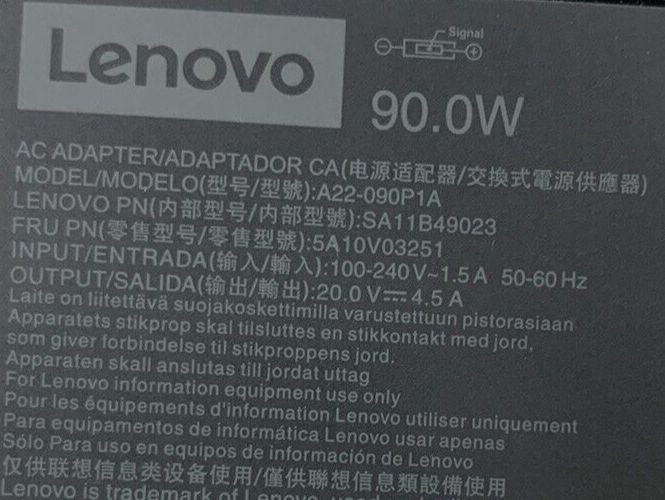 Lenovo
Signal
90.0W
AC ADAPTER/ADAPTADOR CA(电源适配器/交換式電源供應器)
MODEL/MODELO(型号/型號):A22-090P1A
LENOVO PN(内部型号/内部型號):SA11B49023
FRU PN(零售型号/零售型號):5A10V03251
INPUT/ENTRADA(输入/輸入):100-240V~1.5A 50-60Hz
OUTPUT/SALIDA(输出/輸出):20.0V⎓4.5A
Laite on liitettävä suojakoskettimilla varustettuun pistorasiaan
Apparatets stikprop skal tilsluttes en stikkontakt med jord,
som giver forbindelse til stikproppens jord.
Apparaten skall anslutas till jordat uttag
For Lenovo information equipment use only
Pour les équipements d'information Lenovo utiliser uniquement
Para equipamentos de informática Lenovo usar apenas
Sólo Para uso en equipos de información de Lenovo
仅供联想信息类设备使用/僅供聯想信息類設備使用
Lenovo is trademark of Lenovo